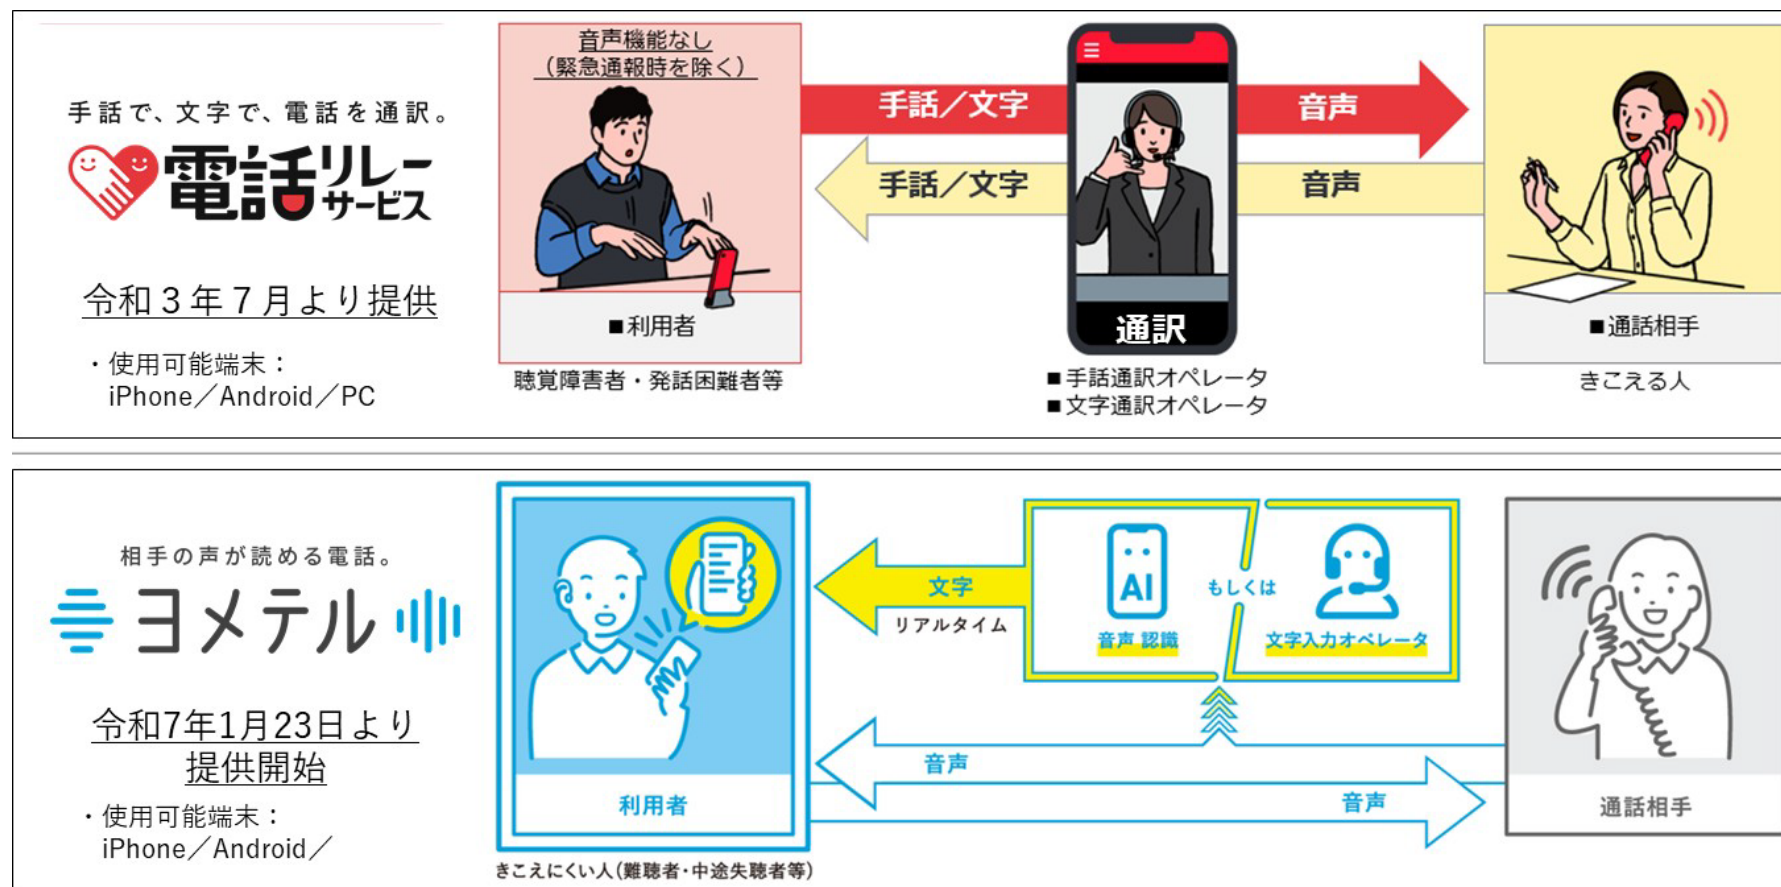 手話で、文字で、電話を通訳。
電話リレーサービス
令和３年７月より提供
・使用可能端末：
iPhone／Android／PC
音声機能なし
（緊急通報時を除く）
■利用者
聴覚障害者・発話困難者等
手話／文字
音声
手話／文字
音声
通訳
■手話通訳オペレータ
■文字通訳オペレータ
■通話相手
きこえる人
相手の声が読める電話。
ヨメテル
令和7年1月23日より
提供開始
・使用可能端末：
iPhone／Android／
利用者
きこえにくい人(難聴者･中途失聴者等)
文字
リアルタイム
AI
音声 認識
もしくは
文字入力オペレータ
音声
音声
通話相手